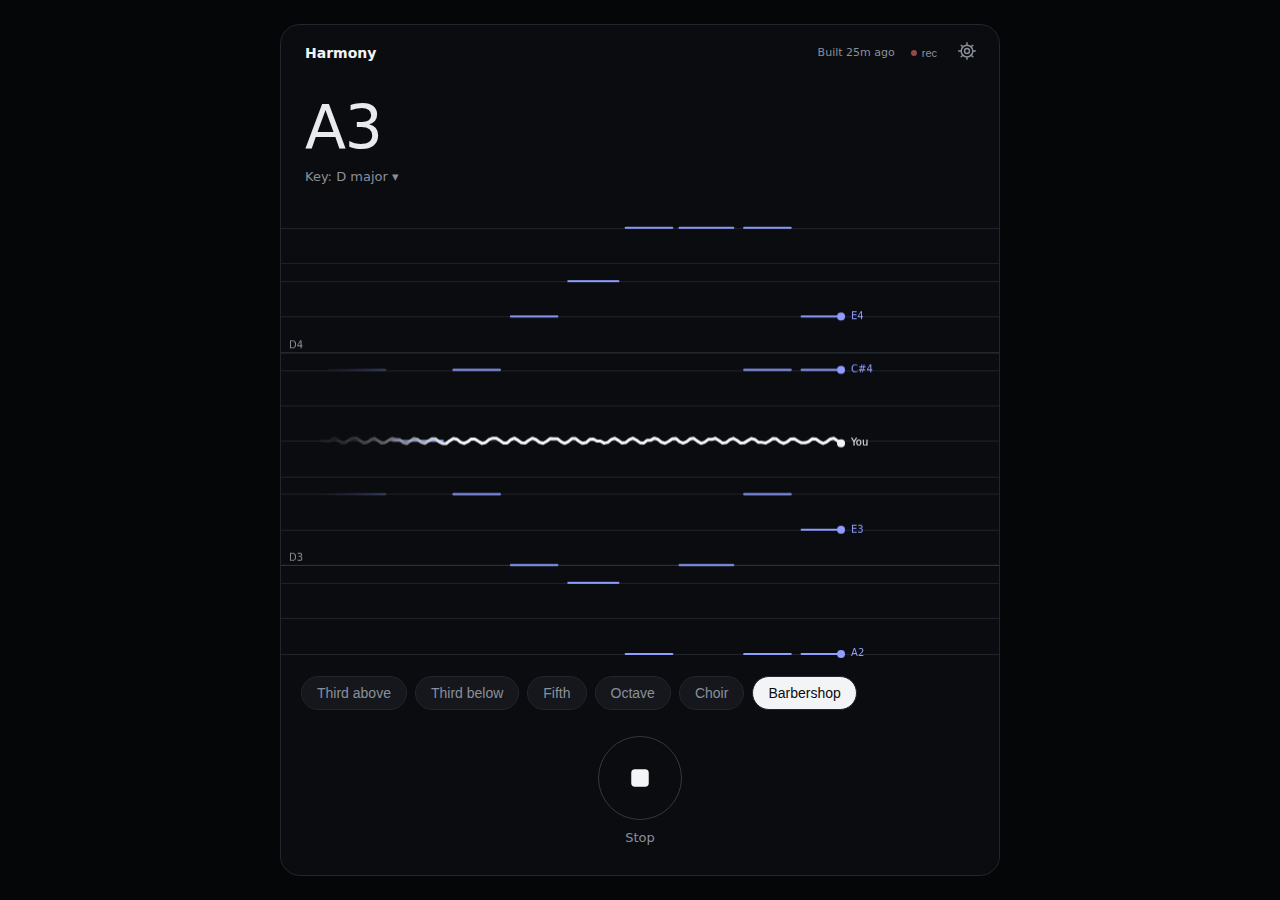 Harmony
Built 25m ago
rec
A3
Key: D major ▾
E4
D4
C#4
You
E3
D3
A2
Third above
Third below
Fifth
Octave
Choir
Barbershop
Stop